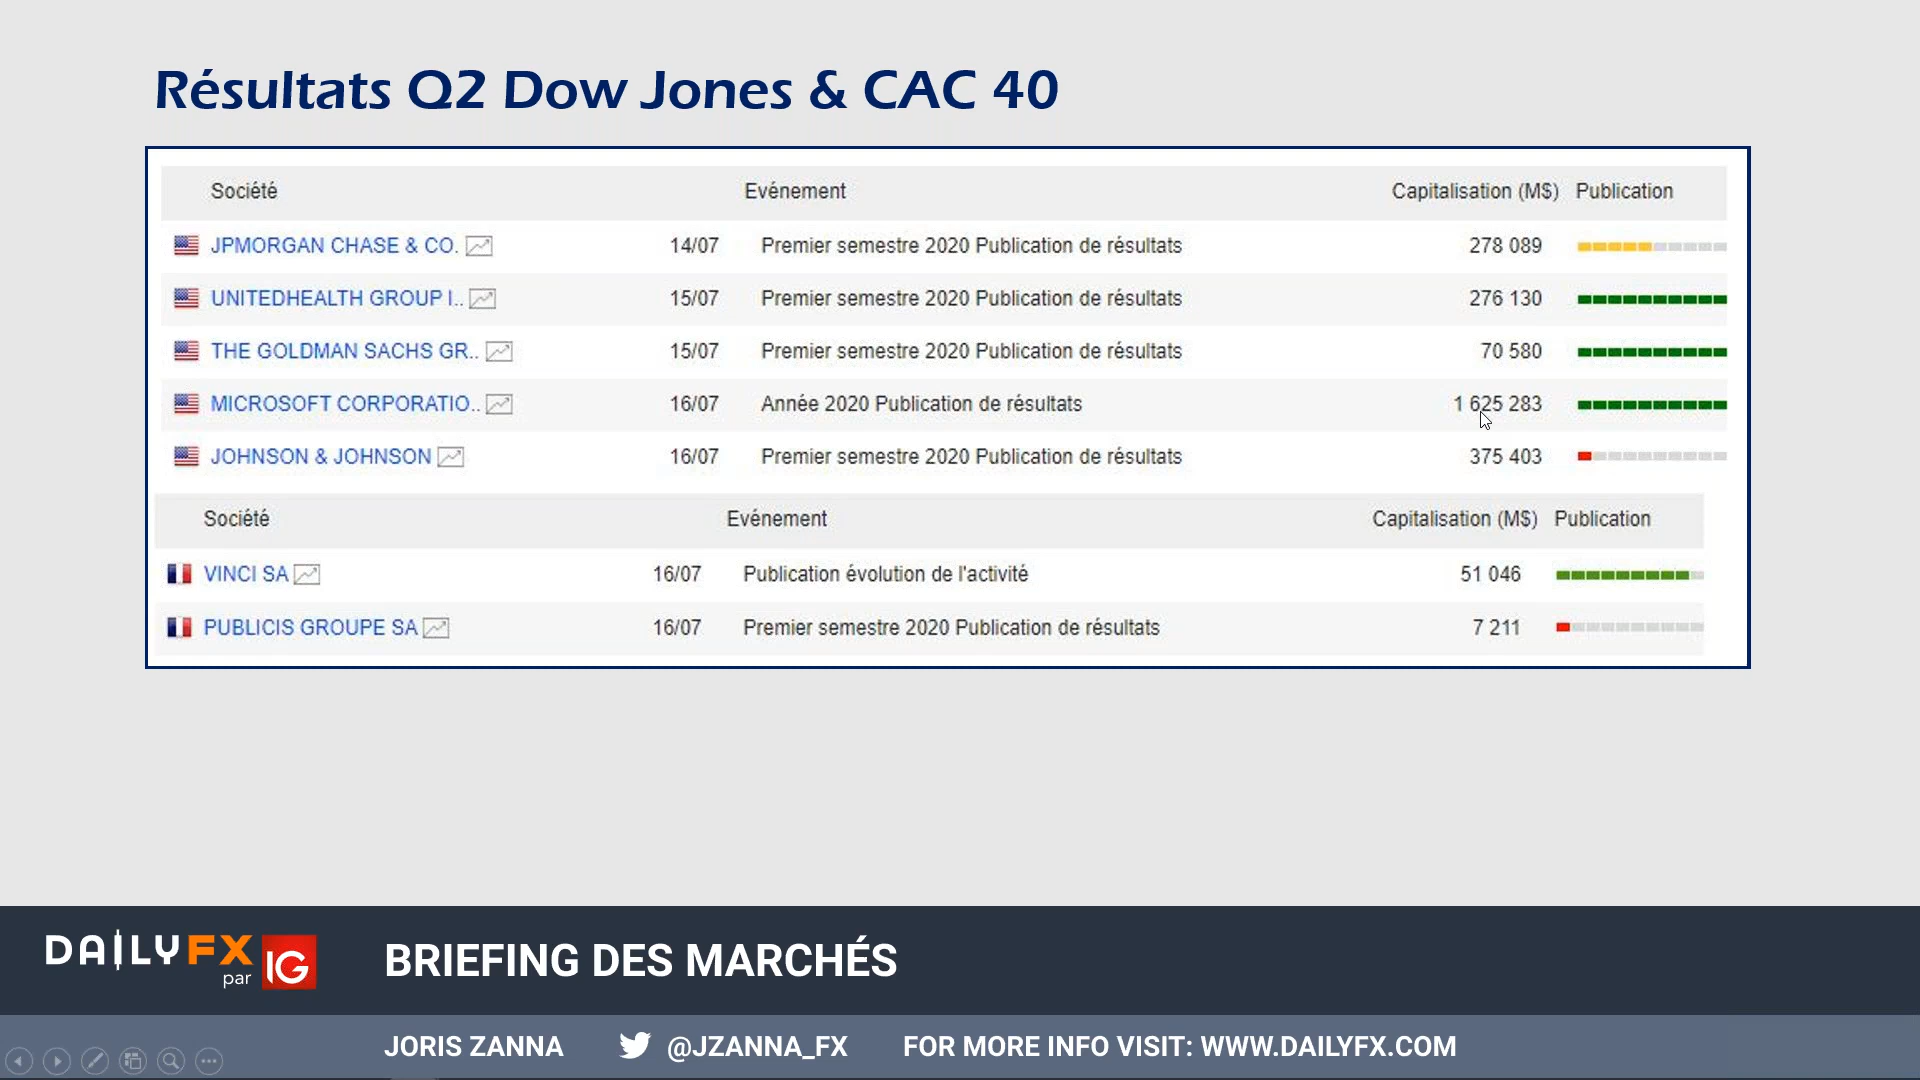 Résultats Q2 Dow Jones & CAC 40
Société Evénement Capitalisation (M$) Publication
JPMORGAN CHASE & CO. 14/07 Premier semestre 2020 Publication de résultats 278 089
UNITEDHEALTH GROUP I.. 15/07 Premier semestre 2020 Publication de résultats 276 130
THE GOLDMAN SACHS GR.. 15/07 Premier semestre 2020 Publication de résultats 70 580
MICROSOFT CORPORATIO.. 16/07 Année 2020 Publication de résultats 1 625 283
JOHNSON & JOHNSON 16/07 Premier semestre 2020 Publication de résultats 375 403
Société Evénement Capitalisation (M$) Publication
VINCI SA 16/07 Publication évolution de l'activité 51 046
PUBLICIS GROUPE SA 16/07 Premier semestre 2020 Publication de résultats 7 211
DAILYFX par IG
BRIEFING DES MARCHÉS
JORIS ZANNA @JZANNA_FX FOR MORE INFO VISIT: WWW.DAILYFX.COM